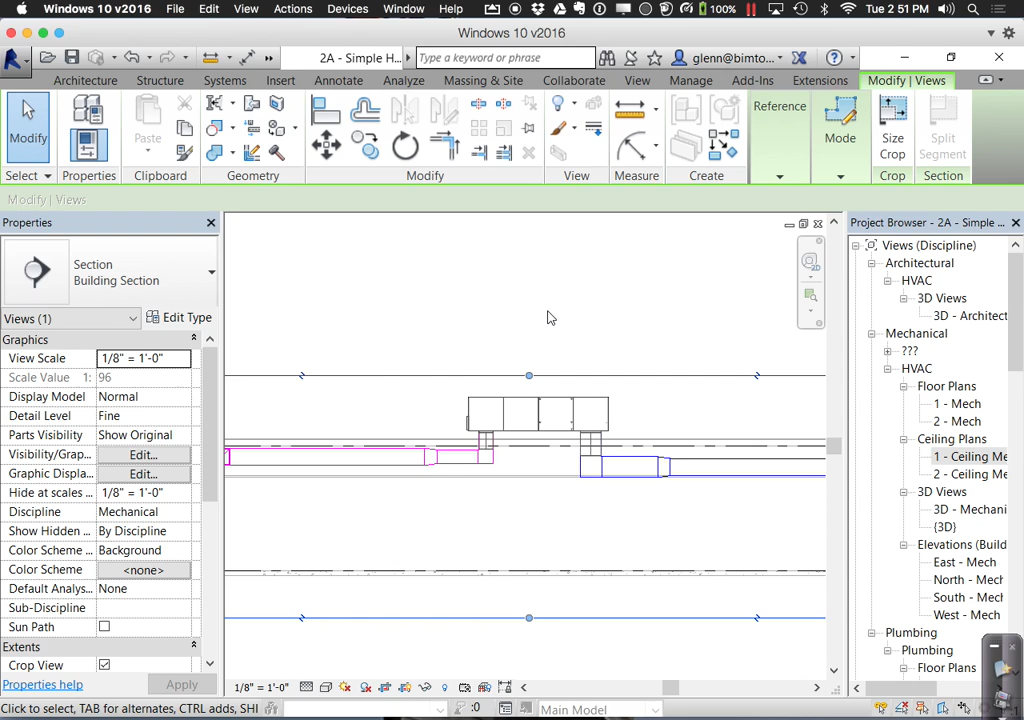 Windows 10 v2016 File Edit View Actions Devices Window Help 100% Tue 2 51 PM
Windows 10 v2016
2A - Simple H... Type a keyword or phrase glenn@bimto...
Architecture Structure Systems Insert Annotate Analyze Massing & Site Collaborate View Manage Add-Ins Extensions Modify | Views
Modify Paste Reference Mode Size Crop Split Segment
Select Properties Clipboard Geometry Modify View Measure Create Crop Section
Modify | Views
Properties
Section
Building Section
Views (1) Edit Type
Graphics
View Scale 1/8" = 1'-0"
Scale Value 1: 96
Display Model Normal
Detail Level Fine
Parts Visibility Show Original
Visibility/Grap... Edit...
Graphic Displa... Edit...
Hide at scales ... 1/8" = 1'-0"
Discipline Mechanical
Show Hidden ... By Discipline
Color Scheme ... Background
Color Scheme <none>
Default Analys... None
Sub-Discipline
Sun Path
Extents
Crop View
Properties help Apply
2D
1/8" = 1'-0"
Project Browser - 2A - Simple ...
Views (Discipline)
Architectural
HVAC
3D Views
3D - Architect
Mechanical
???
HVAC
Floor Plans
1 - Mech
2 - Mech
Ceiling Plans
1 - Ceiling Me
2 - Ceiling Me
3D Views
3D - Mechani
{3D}
Elevations (Build
East - Mech
North - Mech
South - Mech
West - Mech
Plumbing
Plumbing
Floor Plans
Click to select, TAB for alternates, CTRL adds, SHI :0 Main Model